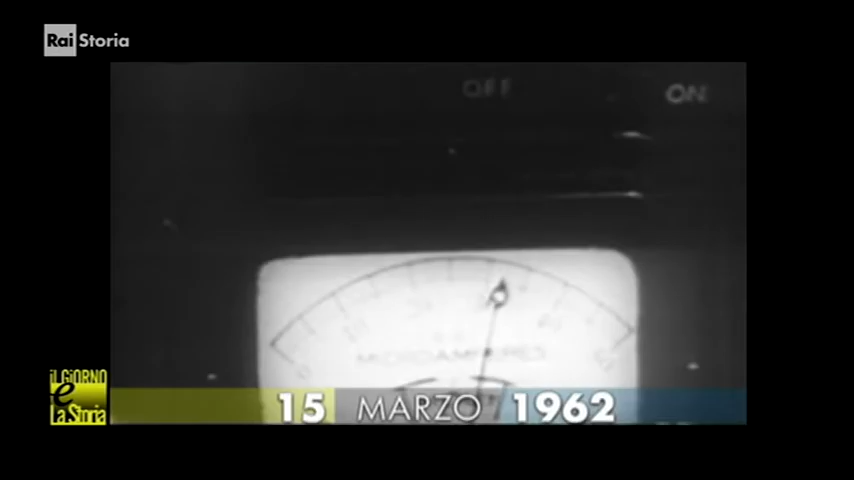 Rai Storia
OFF
ON
MICROAMPERES
iL GiORNO
e
La Storia
15 MARZO 1962